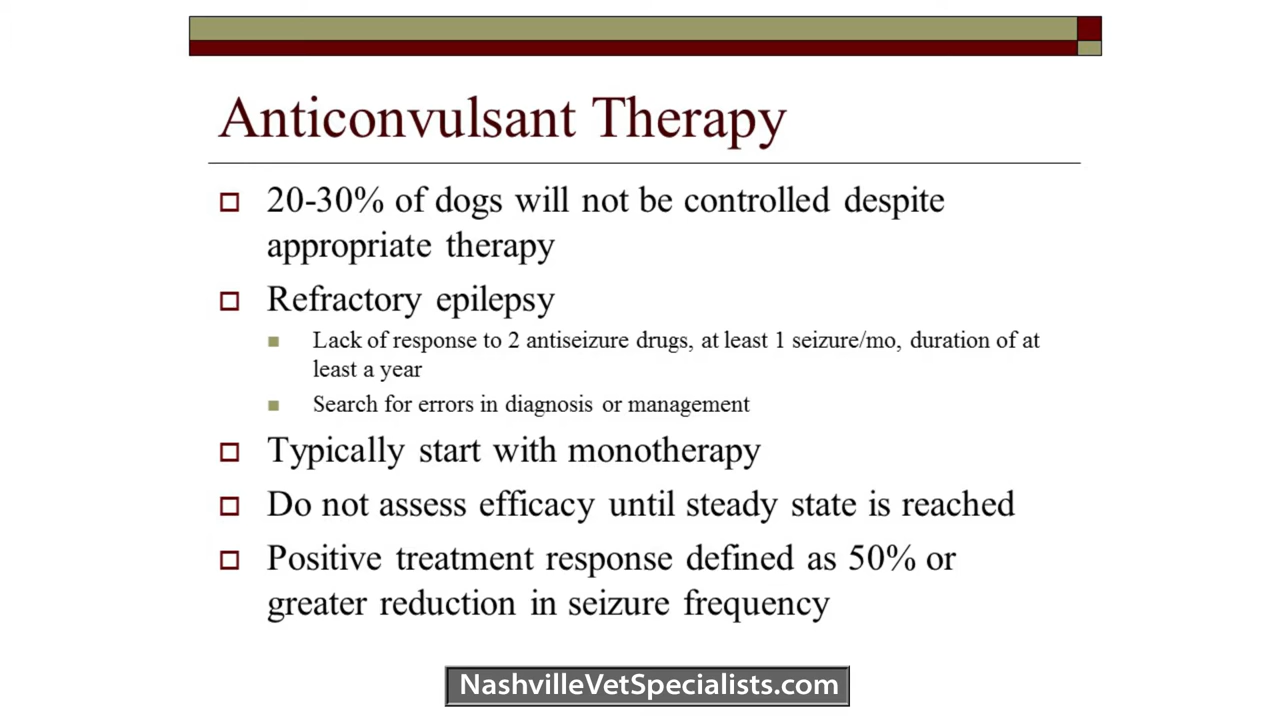 Anticonvulsant Therapy
20-30% of dogs will not be controlled despite
appropriate therapy
Refractory epilepsy
Lack of response to 2 antiseizure drugs, at least 1 seizure/mo, duration of at
least a year
Search for errors in diagnosis or management
Typically start with monotherapy
Do not assess efficacy until steady state is reached
Positive treatment response defined as 50% or
greater reduction in seizure frequency
NashvilleVetSpecialists.com